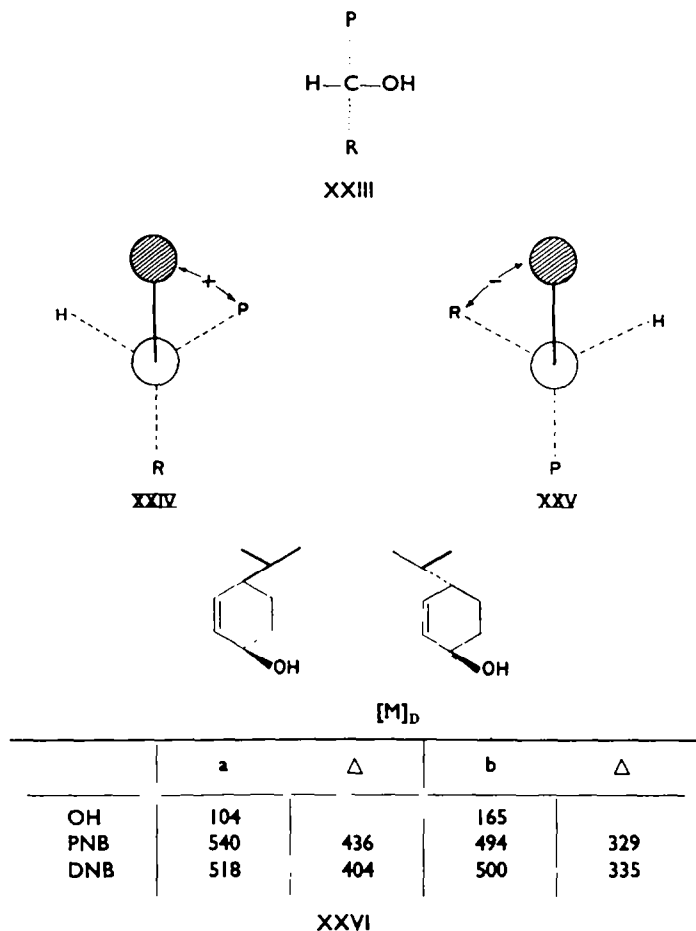 P
H—C—OH
R
XXIII
+
H
P
R
XXIV
−
R
H
P
XXV
OH
OH
[M]D
a △ b △
OH 104 165
PNB 540 436 494 329
DNB 518 404 500 335
XXVI